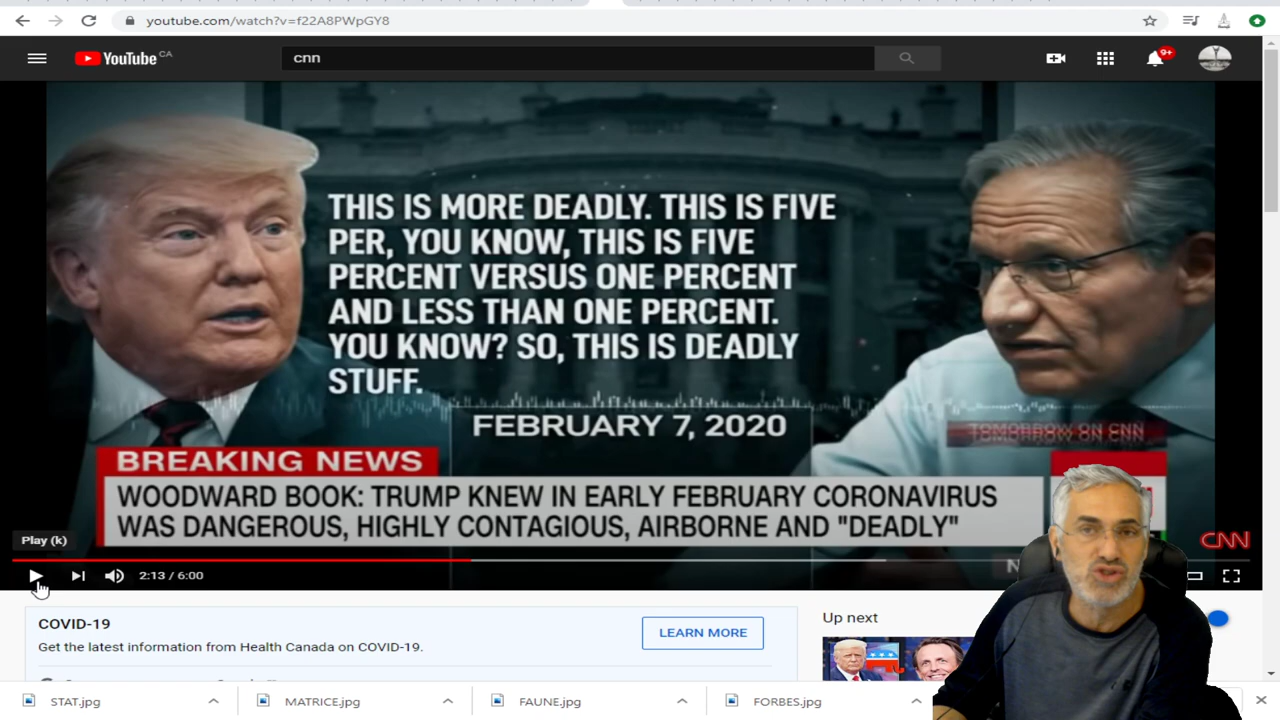 youtube.com/watch?v=f22A8PWpGY8
YouTube CA
cnn
9+
THIS IS MORE DEADLY. THIS IS FIVE
PER, YOU KNOW, THIS IS FIVE
PERCENT VERSUS ONE PERCENT
AND LESS THAN ONE PERCENT.
YOU KNOW? SO, THIS IS DEADLY
STUFF.
FEBRUARY 7, 2020
TOMORROW ON CNN
BREAKING NEWS
WOODWARD BOOK: TRUMP KNEW IN EARLY FEBRUARY CORONAVIRUS
WAS DANGEROUS, HIGHLY CONTAGIOUS, AIRBORNE AND "DEADLY"
Play (k)
CNN
2:13 / 6:00
COVID-19
Get the latest information from Health Canada on COVID-19.
LEARN MORE
Up next
STAT.jpg
MATRICE.jpg
FAUNE.jpg
FORBES.jpg